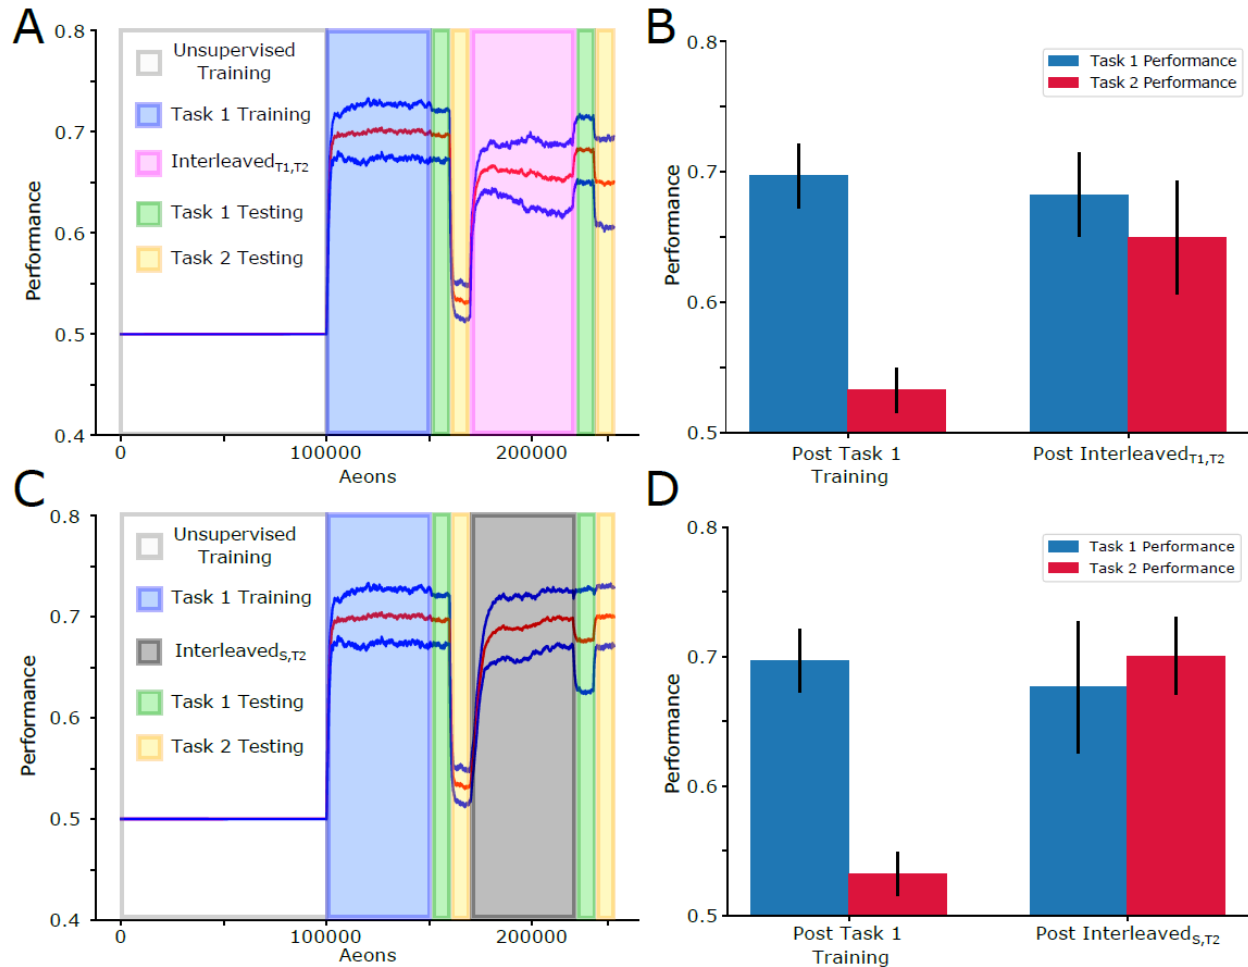 A
0.8
0.7
0.6
0.5
0.4
Performance
Unsupervised
Training
Task 1 Training
Interleaved_T1,T2
Task 1 Testing
Task 2 Testing
0
100000
200000
Aeons
B
0.8
0.7
0.6
0.5
Performance
Task 1 Performance
Task 2 Performance
Post Task 1
Training
Post Interleaved_T1,T2
C
0.8
0.7
0.6
0.5
0.4
Performance
Unsupervised
Training
Task 1 Training
Interleaved_S,T2
Task 1 Testing
Task 2 Testing
0
100000
200000
Aeons
D
0.8
0.7
0.6
0.5
Performance
Task 1 Performance
Task 2 Performance
Post Task 1
Training
Post Interleaved_S,T2